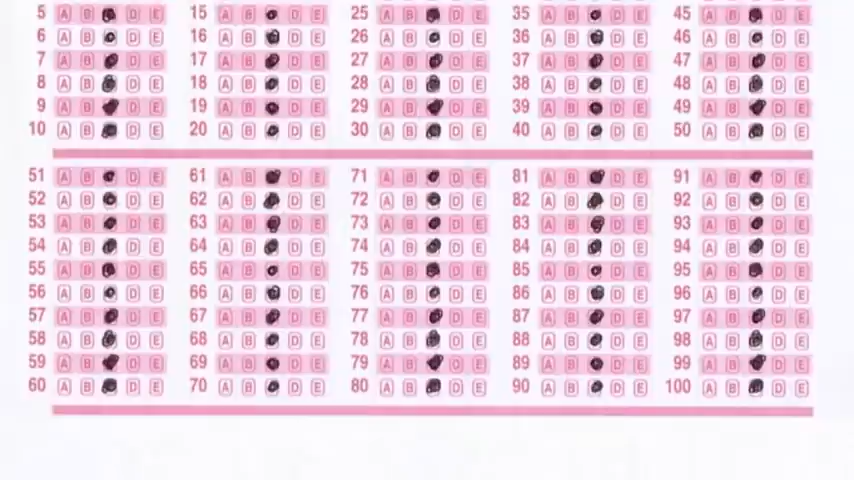 5 A B D E 15 A B D E 25 A B D E 35 A B D E 45 A B D E
6 A B D E 16 A B D E 26 A B D E 36 A B D E 46 A B D E
7 A B D E 17 A B D E 27 A B D E 37 A B D E 47 A B D E
8 A B D E 18 A B D E 28 A B D E 38 A B D E 48 A B D E
9 A B D E 19 A B D E 29 A B D E 39 A B D E 49 A B D E
10 A B D E 20 A B D E 30 A B D E 40 A B D E 50 A B D E
51 A B D E 61 A B D E 71 A B D E 81 A B D E 91 A B D E
52 A B D E 62 A B D E 72 A B D E 82 A B D E 92 A B D E
53 A B D E 63 A B D E 73 A B D E 83 A B D E 93 A B D E
54 A B D E 64 A B D E 74 A B D E 84 A B D E 94 A B D E
55 A B D E 65 A B D E 75 A B D E 85 A B D E 95 A B D E
56 A B D E 66 A B D E 76 A B D E 86 A B D E 96 A B D E
57 A B D E 67 A B D E 77 A B D E 87 A B D E 97 A B D E
58 A B D E 68 A B D E 78 A B D E 88 A B D E 98 A B D E
59 A B D E 69 A B D E 79 A B D E 89 A B D E 99 A B D E
60 A B D E 70 A B D E 80 A B D E 90 A B D E 100 A B D E